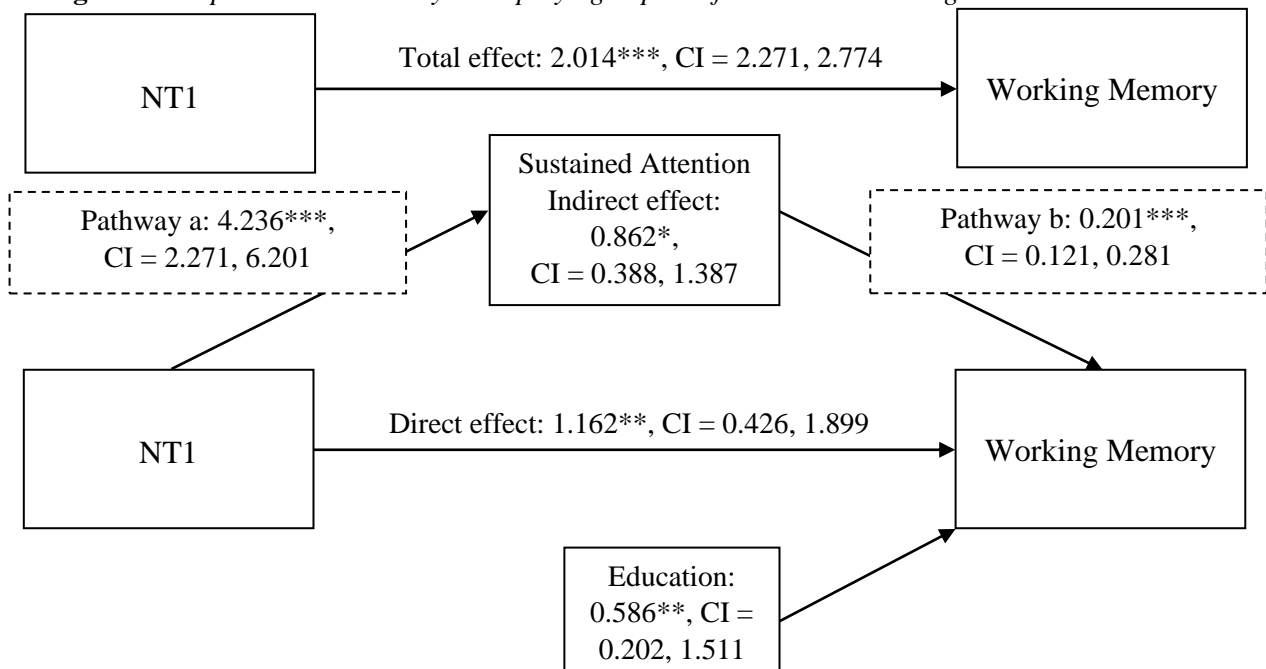 Total effect: 2.014***, CI = 2.271, 2.774
NT1
Working Memory
Sustained Attention
Indirect effect:
0.862*,
CI = 0.388, 1.387
Pathway a: 4.236***,
CI = 2.271, 6.201
Pathway b: 0.201***,
CI = 0.121, 0.281
Direct effect: 1.162**, CI = 0.426, 1.899
NT1
Working Memory
Education:
0.586**, CI =
0.202, 1.511